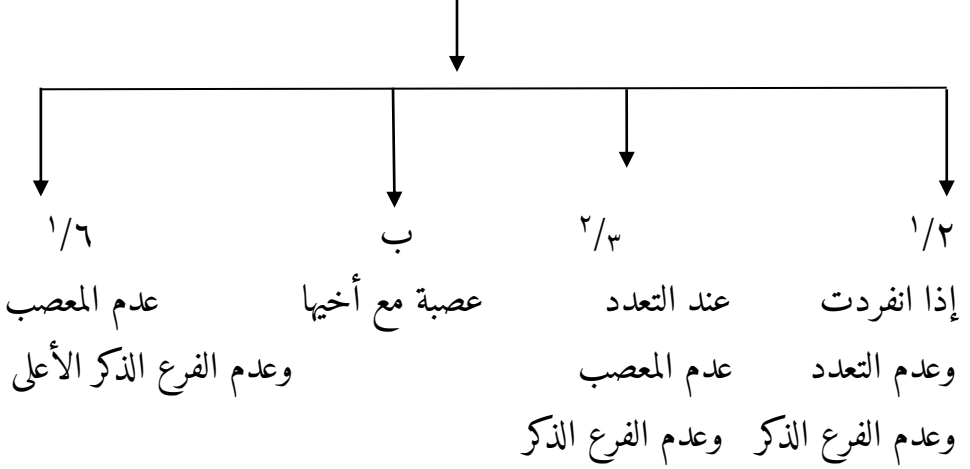 ١/٢ ٢/٣ ب ١/٦
إذا انفردت عند التعدد عصبة مع أخيها عدم المعصب
وعدم التعدد عدم المعصب وعدم الفرع الذكر الأعلى
وعدم الفرع الذكر وعدم الفرع الذكر